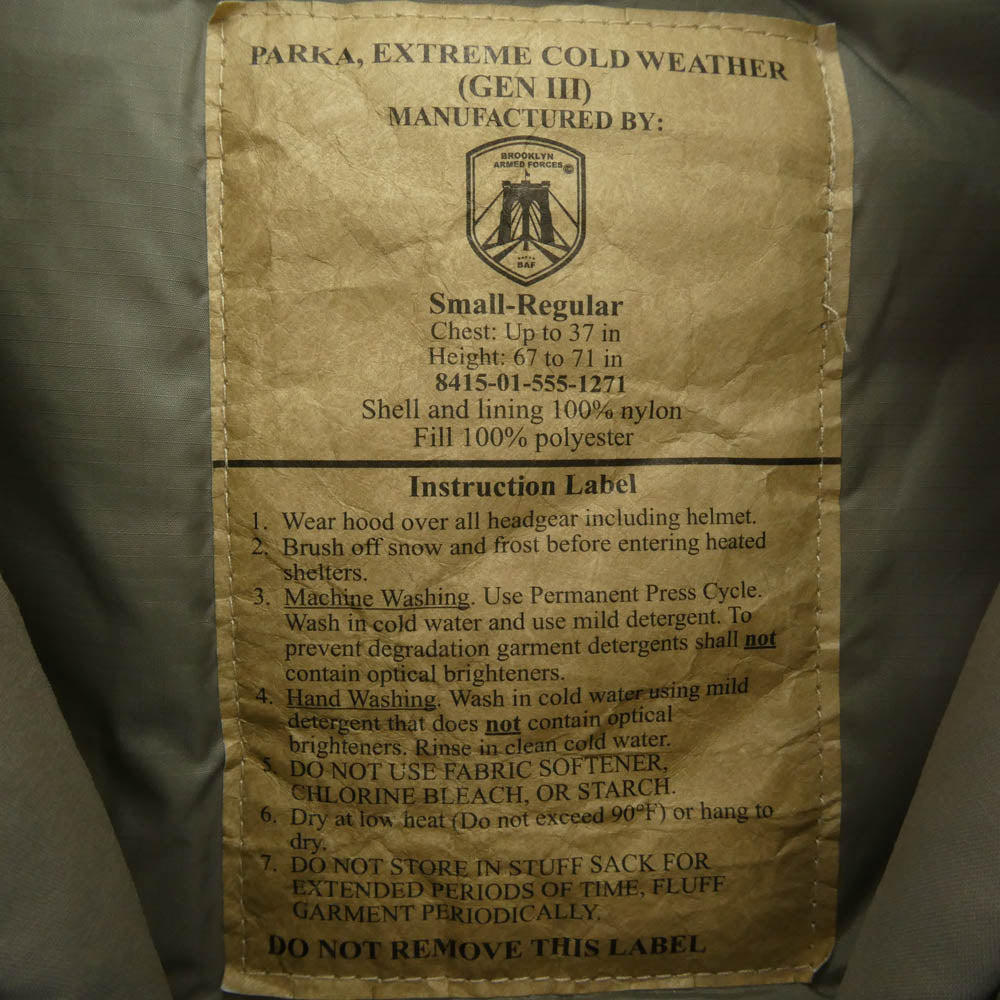 PARKA, EXTREME COLD WEATHER
(GEN III)
MANUFACTURED BY:
BROOKLYN
ARMED FORCES ©
BAF
Small-Regular
Chest: Up to 37 in
Height: 67 to 71 in
8415-01-555-1271
Shell and lining 100% nylon
Fill 100% polyester
Instruction Label
1. Wear hood over all headgear including helmet.
2. Brush off snow and frost before entering heated
shelters.
3. Machine Washing. Use Permanent Press Cycle.
Wash in cold water and use mild detergent. To
prevent degradation garment detergents shall not
contain optical brighteners.
4. Hand Washing. Wash in cold water using mild
detergent that does not contain optical
brighteners. Rinse in clean cold water.
5. DO NOT USE FABRIC SOFTENER,
CHLORINE BLEACH, OR STARCH.
6. Dry at low heat (Do not exceed 90°F) or hang to
dry.
7. DO NOT STORE IN STUFF SACK FOR
EXTENDED PERIODS OF TIME, FLUFF
GARMENT PERIODICALLY.
DO NOT REMOVE THIS LABEL